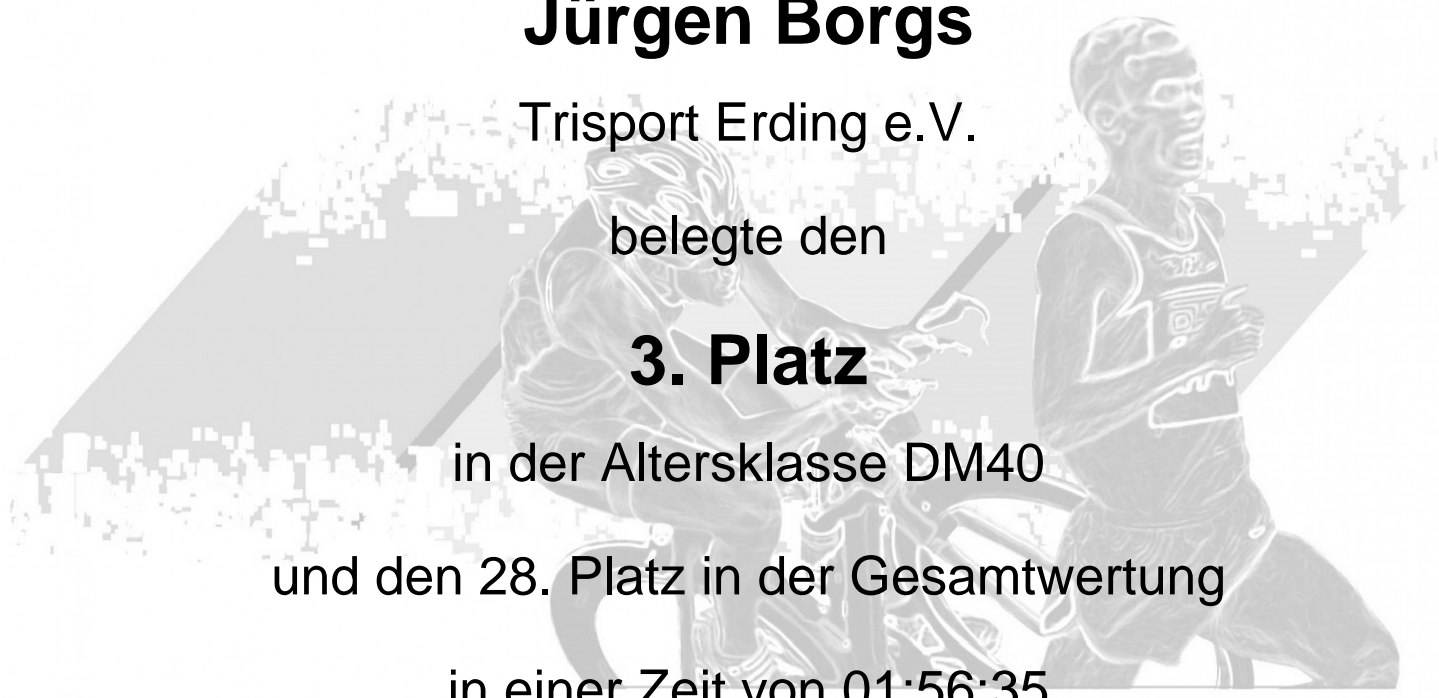 Jürgen Borgs
Trisport Erding e.V.
belegte den
3. Platz
in der Altersklasse DM40
und den 28. Platz in der Gesamtwertung
in einer Zeit von 01:56:35